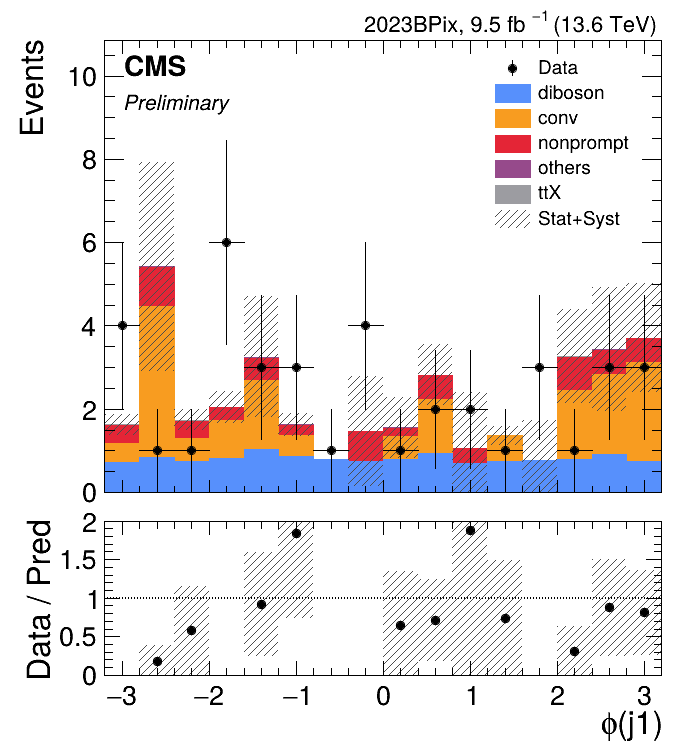 2023BPix, 9.5 fb⁻¹ (13.6 TeV)
CMS
Preliminary
Events
10
8
6
4
2
0
Data
diboson
conv
nonprompt
others
ttX
Stat+Syst
Data / Pred
2
1.5
1
0.5
0
−3 −2 −1 0 1 2 3
ϕ(j1)